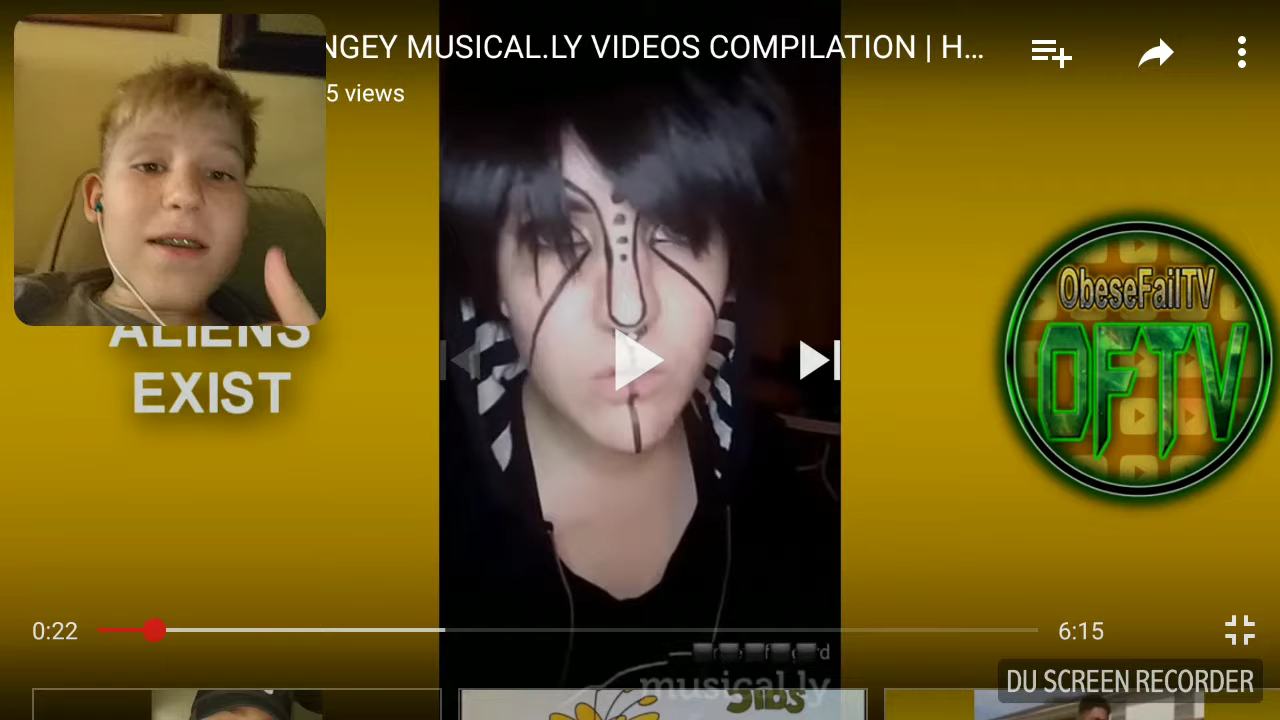 NGEY MUSICAL.LY VIDEOS COMPILATION | H...
5 views
ALIENS
EXIST
ObeseFailTV
OFTV
0:22
6:15
musical.ly
DU SCREEN RECORDER